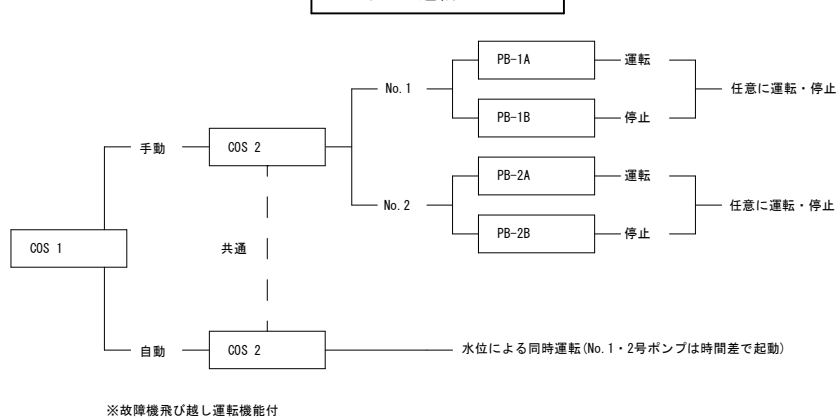 PB-1A 運転
No.1 任意に運転・停止
PB-1B 停止
手動 COS 2
PB-2A 運転
No.2 任意に運転・停止
PB-2B 停止
COS 1 共通
自動 COS 2 水位による同時運転(No.1・2号ポンプは時間差で起動)
※故障機飛び越し運転機能付